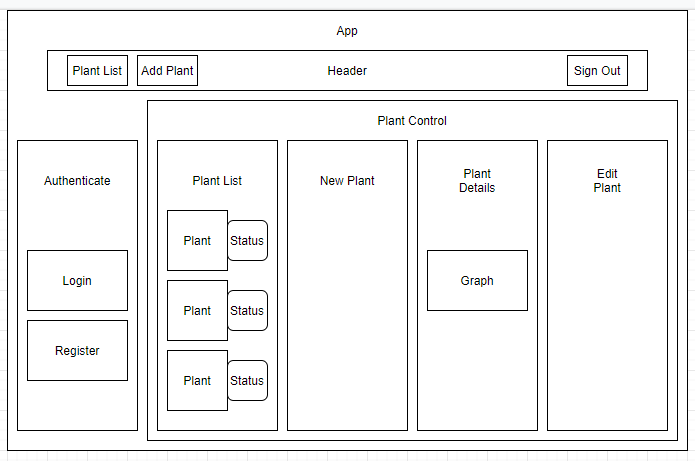 App
Plant List
Add Plant
Header
Sign Out
Plant Control
Authenticate
Login
Register
Plant List
Plant
Status
Plant
Status
Plant
Status
New Plant
Plant
Details
Graph
Edit
Plant